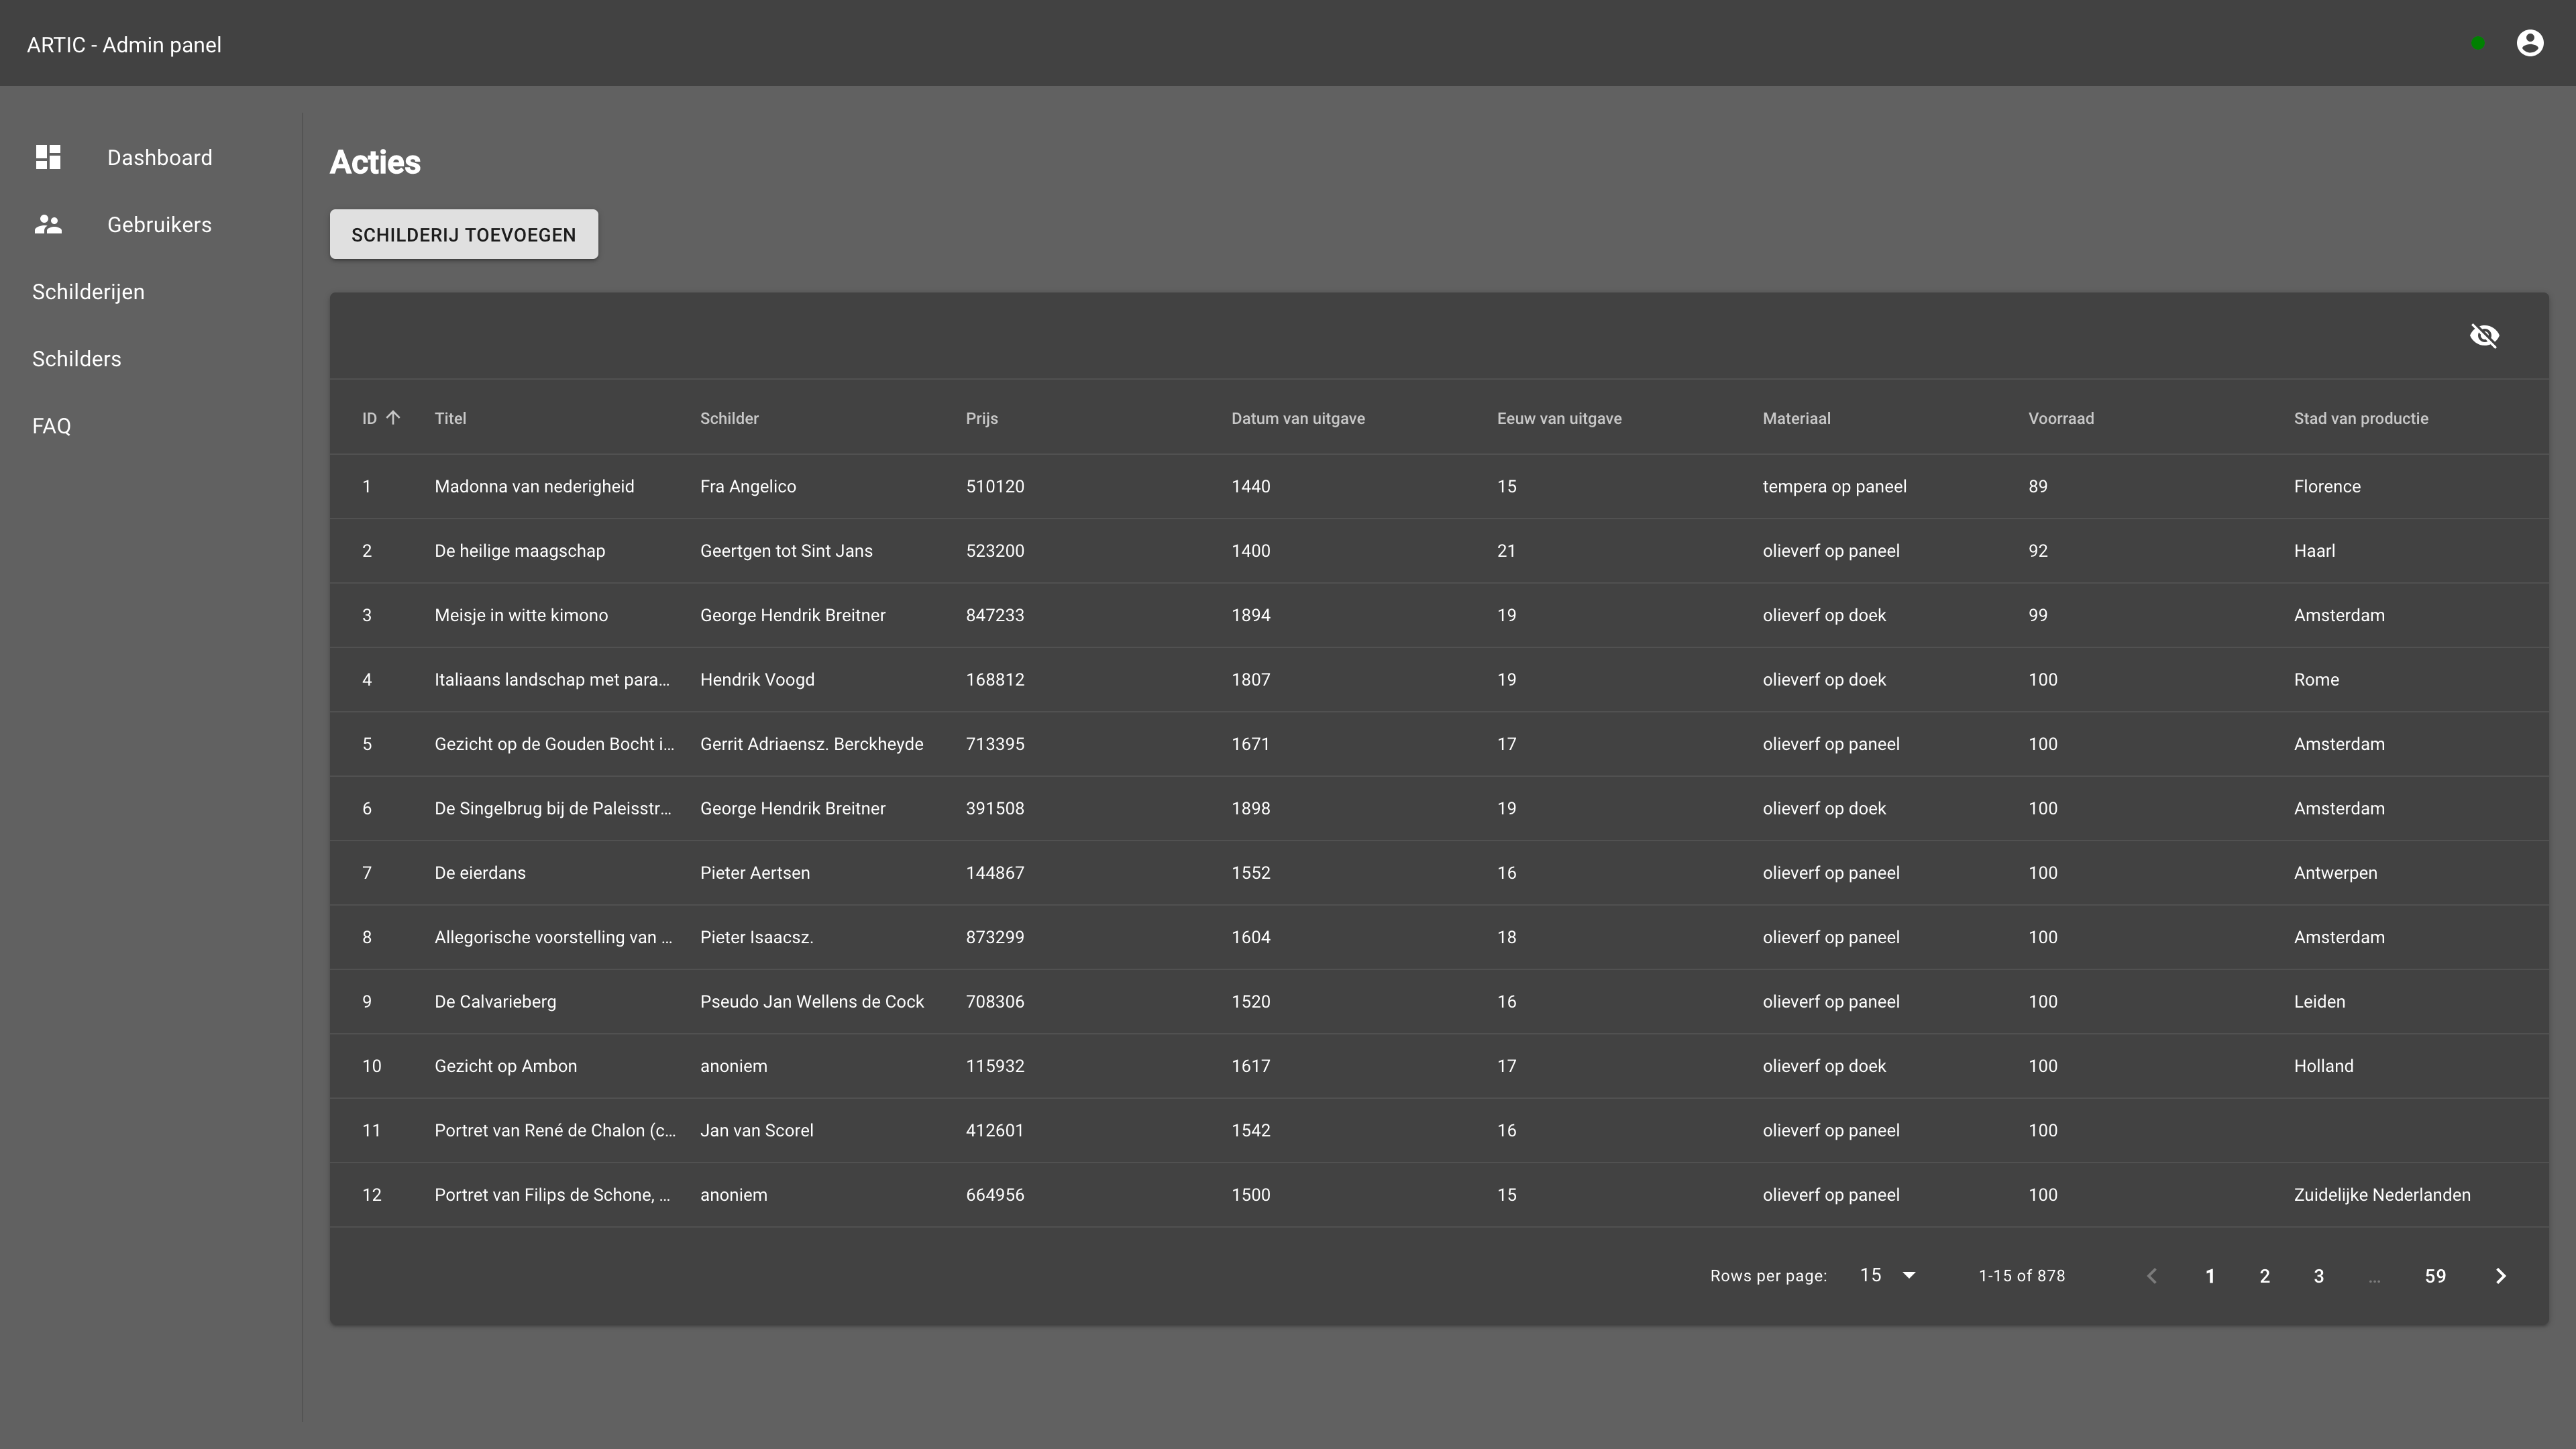 ARTIC - Admin panel
Dashboard
Gebruikers
Schilderijen
Schilders
FAQ
Acties
SCHILDERIJ TOEVOEGEN
ID Titel Schilder Prijs Datum van uitgave Eeuw van uitgave Materiaal Voorraad Stad van productie
1 Madonna van nederigheid Fra Angelico 510120 1440 15 tempera op paneel 89 Florence
2 De heilige maagschap Geertgen tot Sint Jans 523200 1400 21 olieverf op paneel 92 Haarl
3 Meisje in witte kimono George Hendrik Breitner 847233 1894 19 olieverf op doek 99 Amsterdam
4 Italiaans landschap met para... Hendrik Voogd 168812 1807 19 olieverf op doek 100 Rome
5 Gezicht op de Gouden Bocht i... Gerrit Adriaensz. Berckheyde 713395 1671 17 olieverf op paneel 100 Amsterdam
6 De Singelbrug bij de Paleisstr... George Hendrik Breitner 391508 1898 19 olieverf op doek 100 Amsterdam
7 De eierdans Pieter Aertsen 144867 1552 16 olieverf op paneel 100 Antwerpen
8 Allegorische voorstelling van ... Pieter Isaacsz. 873299 1604 18 olieverf op paneel 100 Amsterdam
9 De Calvarieberg Pseudo Jan Wellens de Cock 708306 1520 16 olieverf op paneel 100 Leiden
10 Gezicht op Ambon anoniem 115932 1617 17 olieverf op doek 100 Holland
11 Portret van René de Chalon (c... Jan van Scorel 412601 1542 16 olieverf op paneel 100
12 Portret van Filips de Schone, ... anoniem 664956 1500 15 olieverf op paneel 100 Zuidelijke Nederlanden
Rows per page: 15 1-15 of 878 1 2 3 ... 59